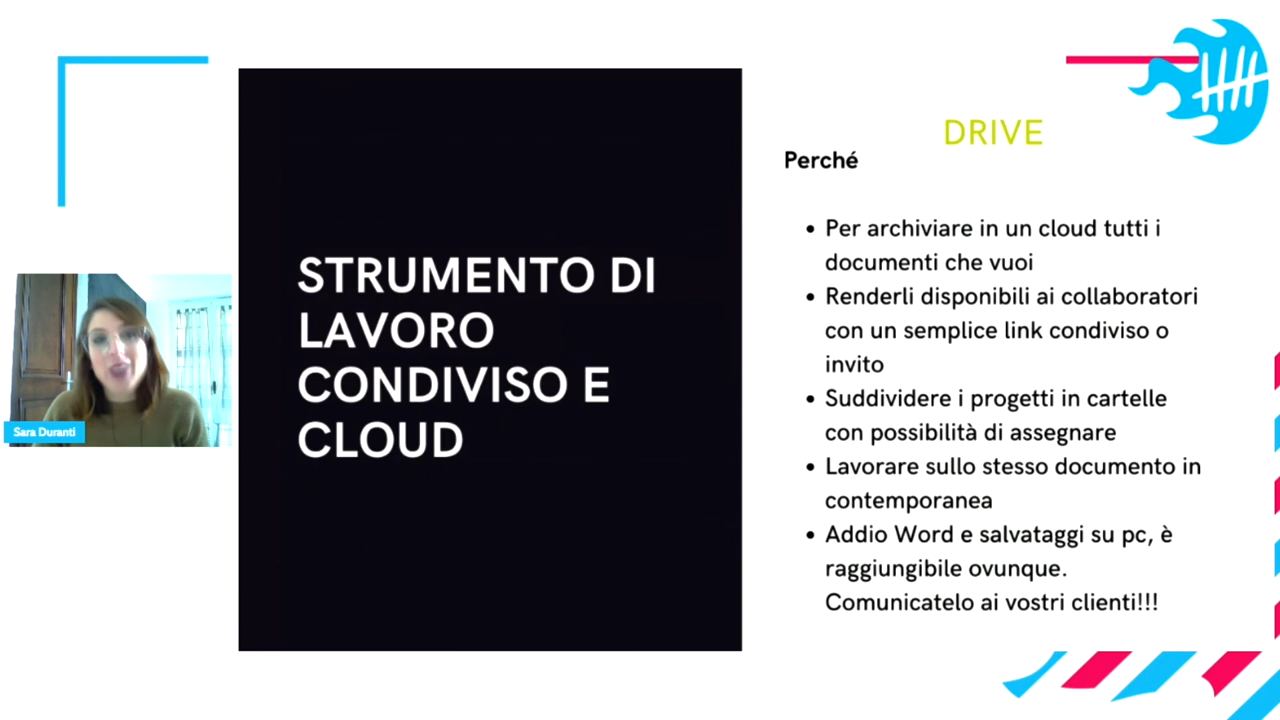 DRIVE
Perché
STRUMENTO DI
LAVORO
CONDIVISO E
CLOUD
Per archiviare in un cloud tutti i
documenti che vuoi
Renderli disponibili ai collaboratori
con un semplice link condiviso o
invito
Suddividere i progetti in cartelle
con possibilità di assegnare
Lavorare sullo stesso documento in
contemporanea
Addio Word e salvataggi su pc, è
raggiungibile ovunque.
Comunicatelo ai vostri clienti!!!
Sara Duranti